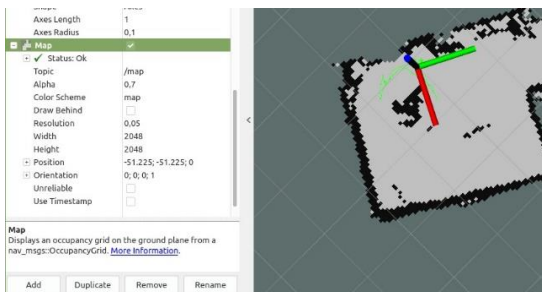 Axes Length 1
Axes Radius 0,1
Map
Status: Ok
Topic /map
Alpha 0,7
Color Scheme map
Draw Behind
Resolution 0,05
Width 2048
Height 2048
Position -51.225; -51.225; 0
Orientation 0; 0; 0; 1
Unreliable
Use Timestamp
Map
Displays an occupancy grid on the ground plane from a
nav_msgs::OccupancyGrid. More Information.
Add Duplicate Remove Rename